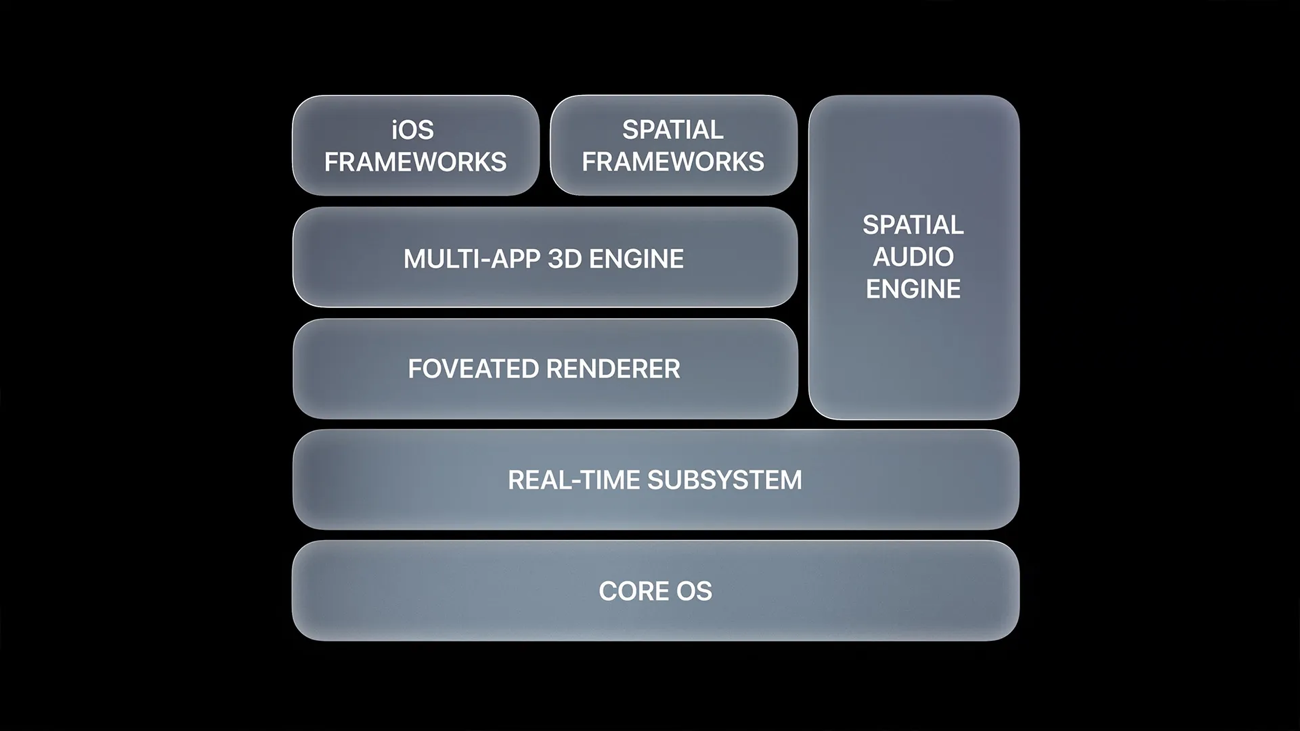 iOS
FRAMEWORKS
SPATIAL
FRAMEWORKS
SPATIAL
AUDIO
ENGINE
MULTI-APP 3D ENGINE
FOVEATED RENDERER
REAL-TIME SUBSYSTEM
CORE OS